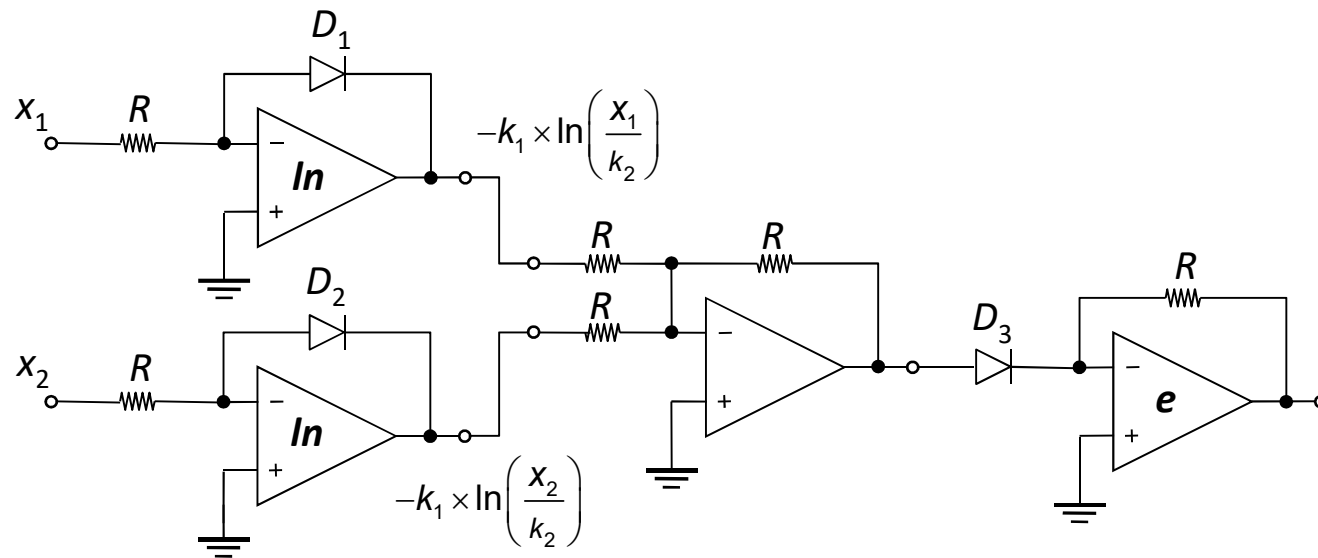 D₁
x₁
R
−
ln
+
−k₁ × ln(x₁/k₂)
R
R
D₂
R
−
D₃
R
x₂
R
−
ln
+
+
−
e
+
−k₁ × ln(x₂/k₂)